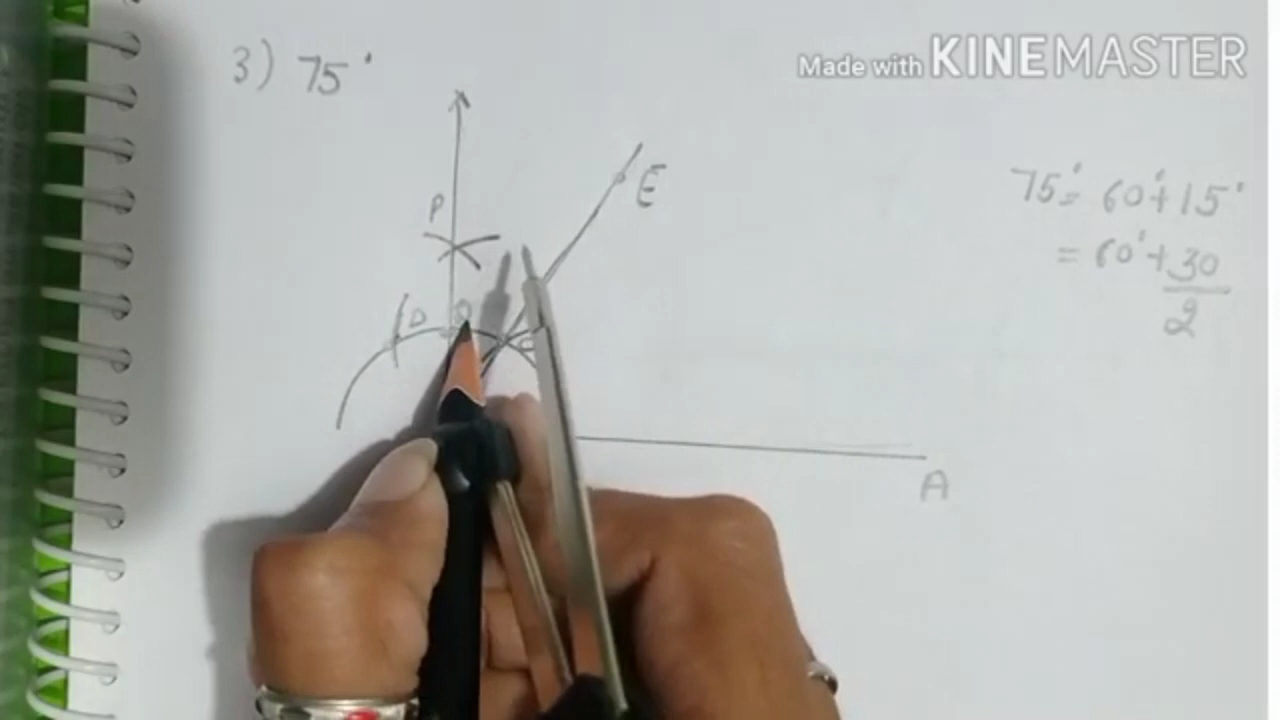 Made with KINEMASTER
3) 75°
75° = 60° + 15°
= 60° + 30
2
P
E
D
Q
C
A